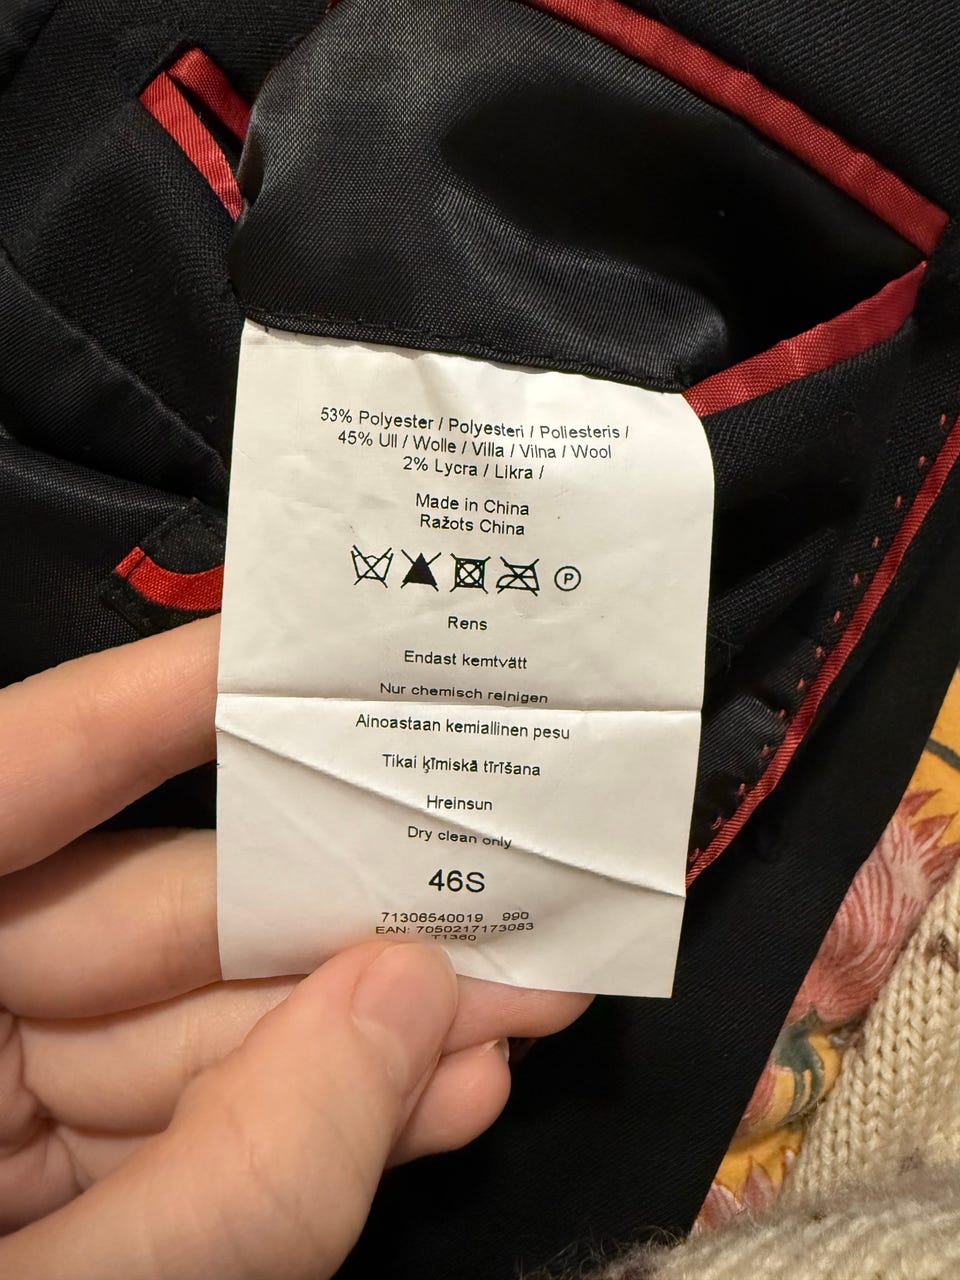 53% Polyester / Polyesteri / Poliesteris /
45% Ull / Wolle / Villa / Vilna / Wool
2% Lycra / Likra /
Made in China
Ražots China
P
Rens
Endast kemtvätt
Nur chemisch reinigen
Ainoastaan kemiallinen pesu
Tikai ķīmiskā tīrīšana
Hreinsun
Dry clean only
46S
71306540019 990
EAN: 7050217173083
T1360